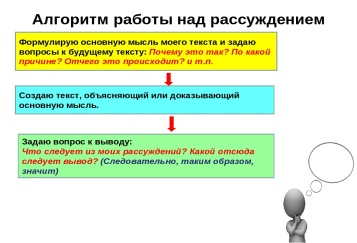 Алгоритм работы над рассуждением
Формулирую основную мысль моего текста и задаю
вопросы к будущему тексту: Почему это так? По какой
причине? Отчего это происходит? и т.п.
Создаю текст, объясняющий или доказывающий
основную мысль.
Задаю вопрос к выводу:
Что следует из моих рассуждений? Какой отсюда
следует вывод? (Следовательно, таким образом,
значит)